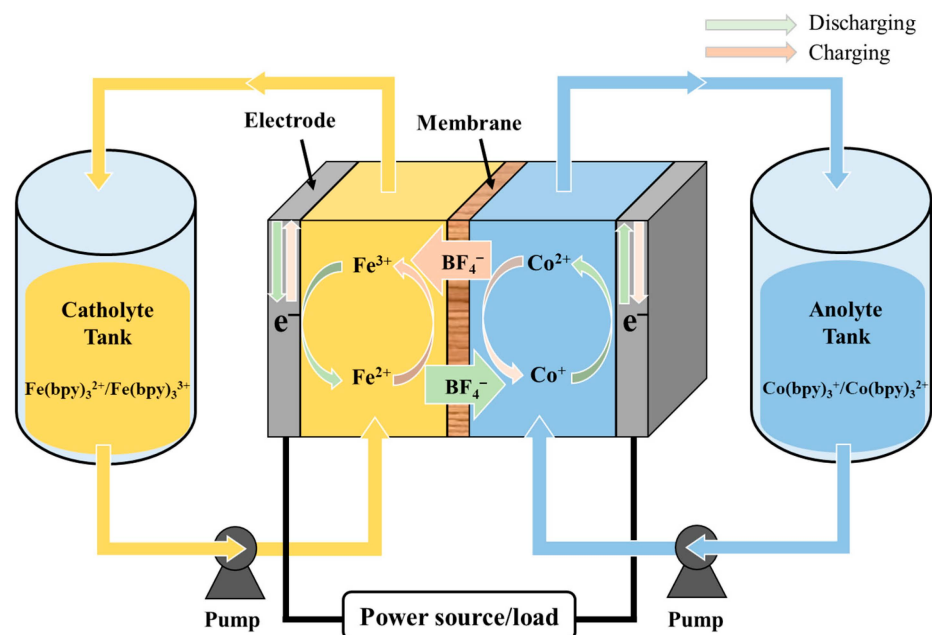 Discharging
Charging
Electrode
Membrane
Fe³⁺
BF₄⁻
Co²⁺
e⁻
e⁻
Fe²⁺
BF₄⁻
Co⁺
Catholyte
Tank
Fe(bpy)₃²⁺/Fe(bpy)₃³⁺
Anolyte
Tank
Co(bpy)₃⁺/Co(bpy)₃²⁺
Pump
Power source/load
Pump